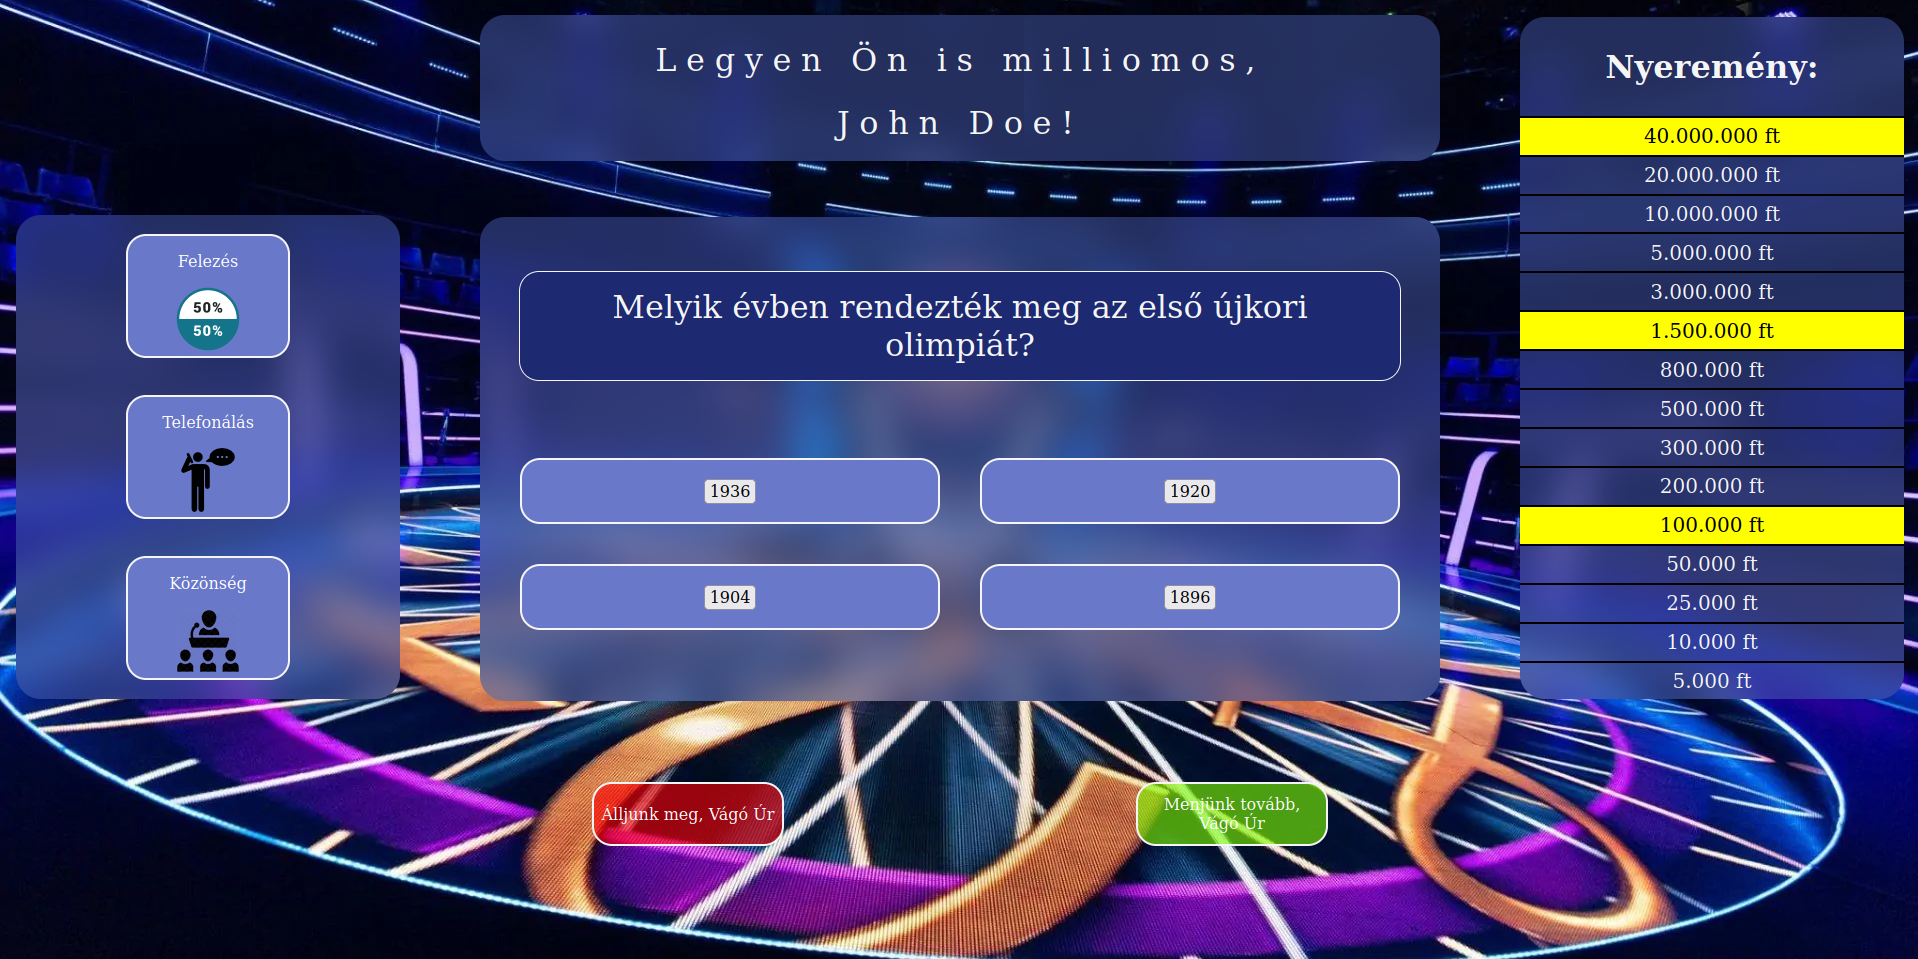 Legyen Ön is milliomos,
John Doe!
Felezés
50%
50%
Telefonálás
Közönség
Melyik évben rendezték meg az első újkori
olimpiát?
1936
1920
1904
1896
Álljunk meg, Vágó Úr
Menjünk tovább,
Vágó Úr
Nyeremény:
40.000.000 ft
20.000.000 ft
10.000.000 ft
5.000.000 ft
3.000.000 ft
1.500.000 ft
800.000 ft
500.000 ft
300.000 ft
200.000 ft
100.000 ft
50.000 ft
25.000 ft
10.000 ft
5.000 ft